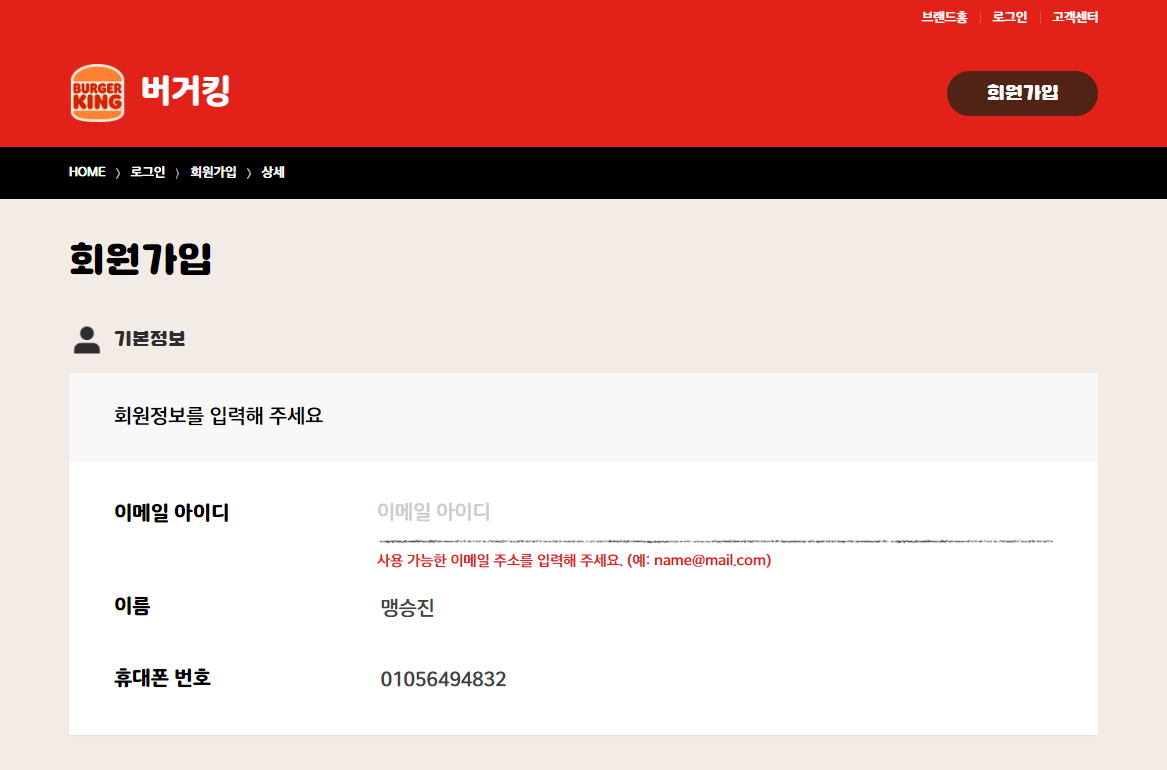 브랜드홈 로그인 고객센터
BURGER KING 버거킹 회원가입
HOME 〉 로그인 〉 회원가입 〉 상세
회원가입
기본정보
회원정보를 입력해 주세요
이메일 아이디 이메일 아이디
사용 가능한 이메일 주소를 입력해 주세요. (예: name@mail.com)
이름 맹승진
휴대폰 번호 01056494832